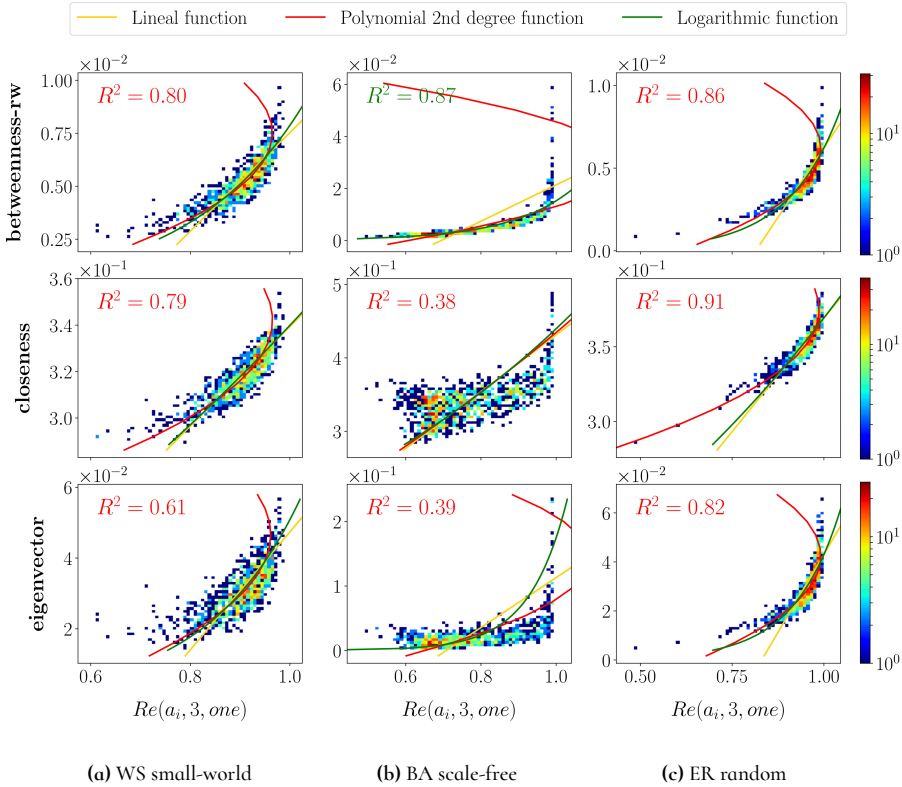 Lineal function Polynomial 2nd degree function Logarithmic function
×10⁻² ×10⁻² ×10⁻²
betweenness-rw
1.00 0.75 0.50 0.25
R² = 0.80
6 4 2 0
R² = 0.87
1.0 0.5 0.0
R² = 0.86
10¹ 10⁰
×10⁻¹ ×10⁻¹ ×10⁻¹
closeness
3.6 3.4 3.2 3.0
R² = 0.79
5 4 3
R² = 0.38
3.5 3.0
R² = 0.91
10¹ 10⁰
×10⁻² ×10⁻¹ ×10⁻²
eigenvector
6 4 2
R² = 0.61
2 1 0
R² = 0.39
6 4 2 0
R² = 0.82
10¹ 10⁰
0.6 0.8 1.0 0.6 0.8 1.0 0.50 0.75 1.00
Re(aᵢ, 3, one) Re(aᵢ, 3, one) Re(aᵢ, 3, one)
(a) WS small-world (b) BA scale-free (c) ER random